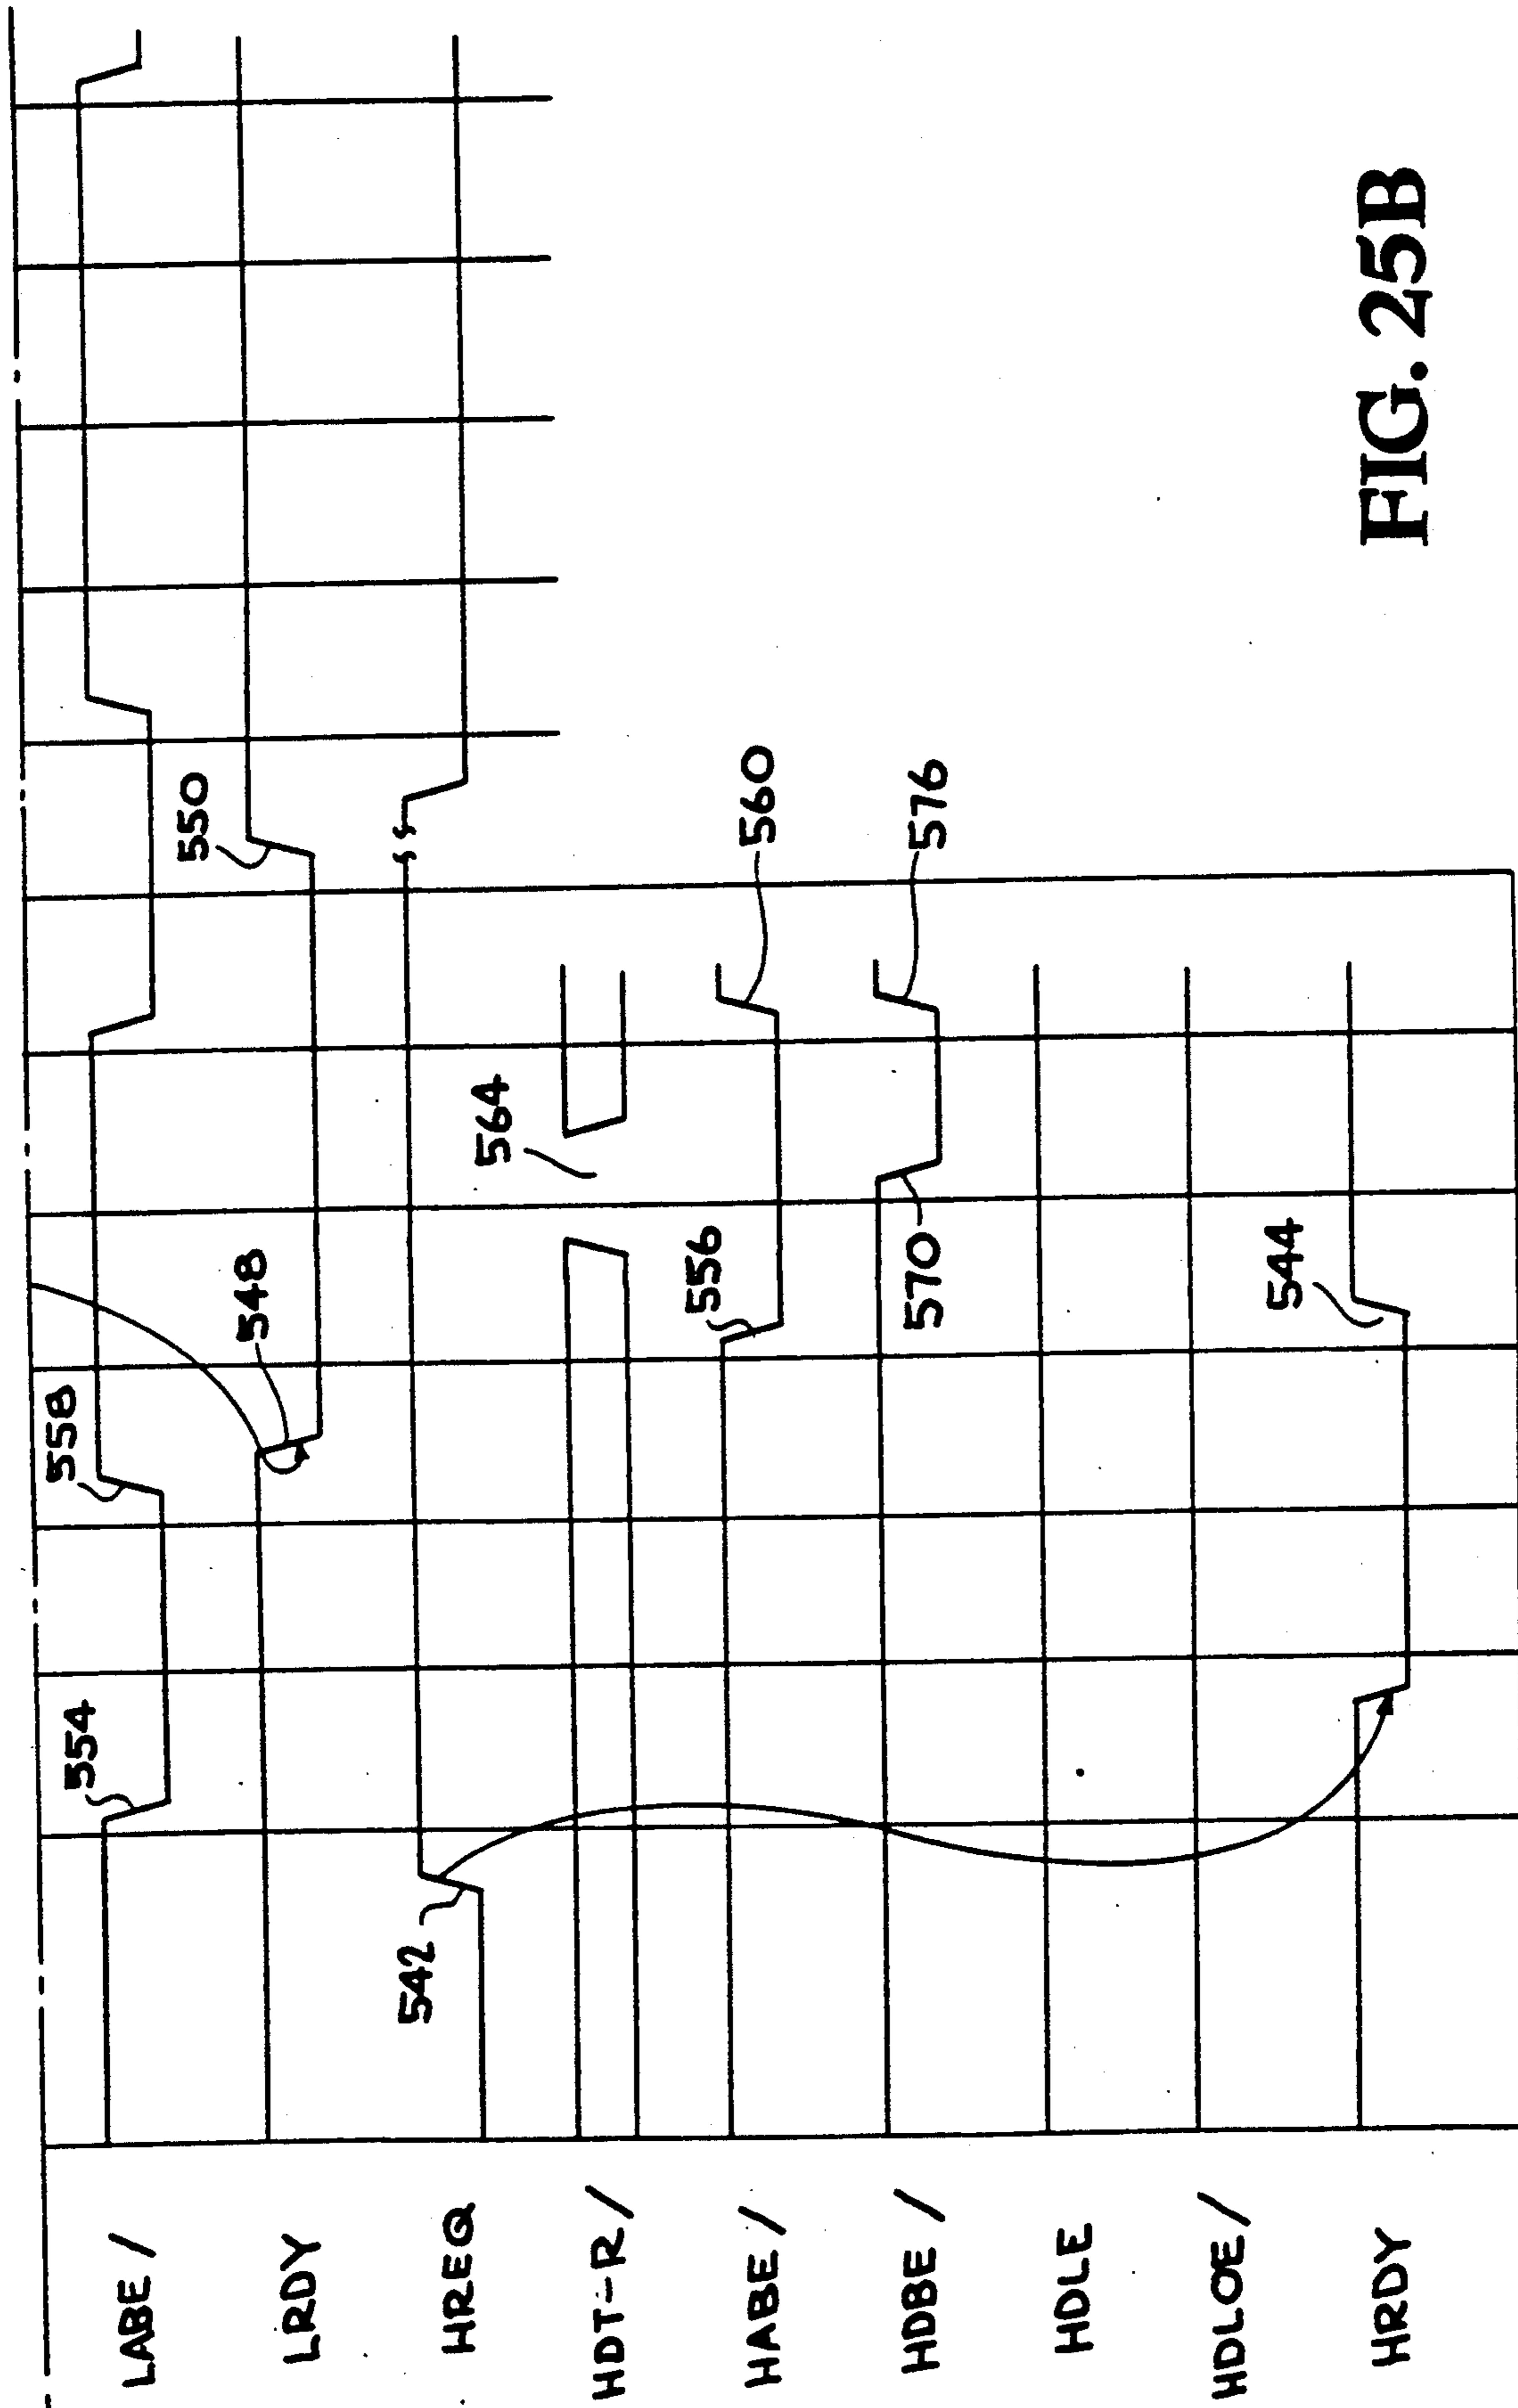 LABE /
LRDY
HREQ
HDT-R/
HABE /
HDBE /
HDLE
HDLOE /
HRDY
554
558
548
550
542
564
556
560
570
576
544
FIG. 25B